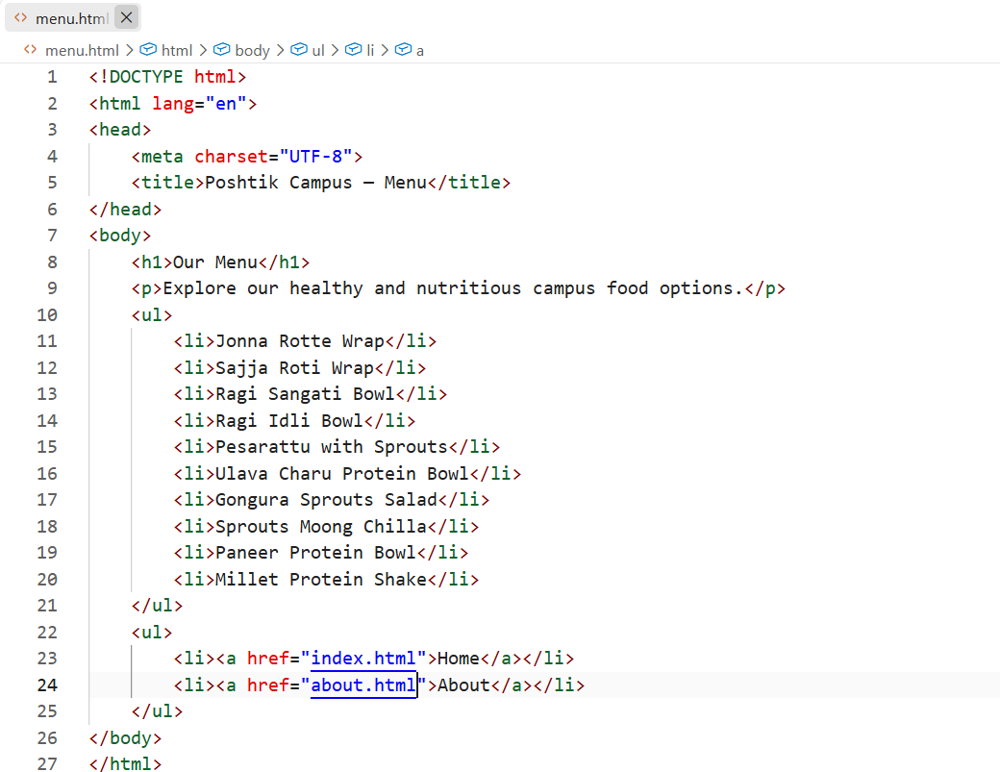 menu.html
menu.html > html > body > ul > li > a
1 <!DOCTYPE html>
2 <html lang="en">
3 <head>
4     <meta charset="UTF-8">
5     <title>Poshtik Campus – Menu</title>
6 </head>
7 <body>
8     <h1>Our Menu</h1>
9     <p>Explore our healthy and nutritious campus food options.</p>
10     <ul>
11         <li>Jonna Rotte Wrap</li>
12         <li>Sajja Roti Wrap</li>
13         <li>Ragi Sangati Bowl</li>
14         <li>Ragi Idli Bowl</li>
15         <li>Pesarattu with Sprouts</li>
16         <li>Ulava Charu Protein Bowl</li>
17         <li>Gongura Sprouts Salad</li>
18         <li>Sprouts Moong Chilla</li>
19         <li>Paneer Protein Bowl</li>
20         <li>Millet Protein Shake</li>
21     </ul>
22     <ul>
23         <li><a href="index.html">Home</a></li>
24         <li><a href="about.html">About</a></li>
25     </ul>
26 </body>
27 </html>